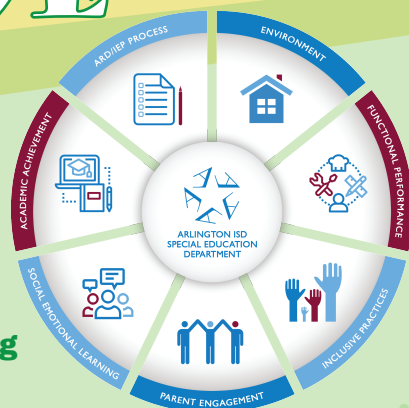 ARD/IEP PROCESS
ENVIRONMENT
FUNCTIONAL PERFORMANCE
INCLUSIVE PRACTICES
PARENT ENGAGEMENT
SOCIAL EMOTIONAL LEARNING
ACADEMIC ACHIEVEMENT
A A A A A
ARLINGTON ISD
SPECIAL EDUCATION
DEPARTMENT
g